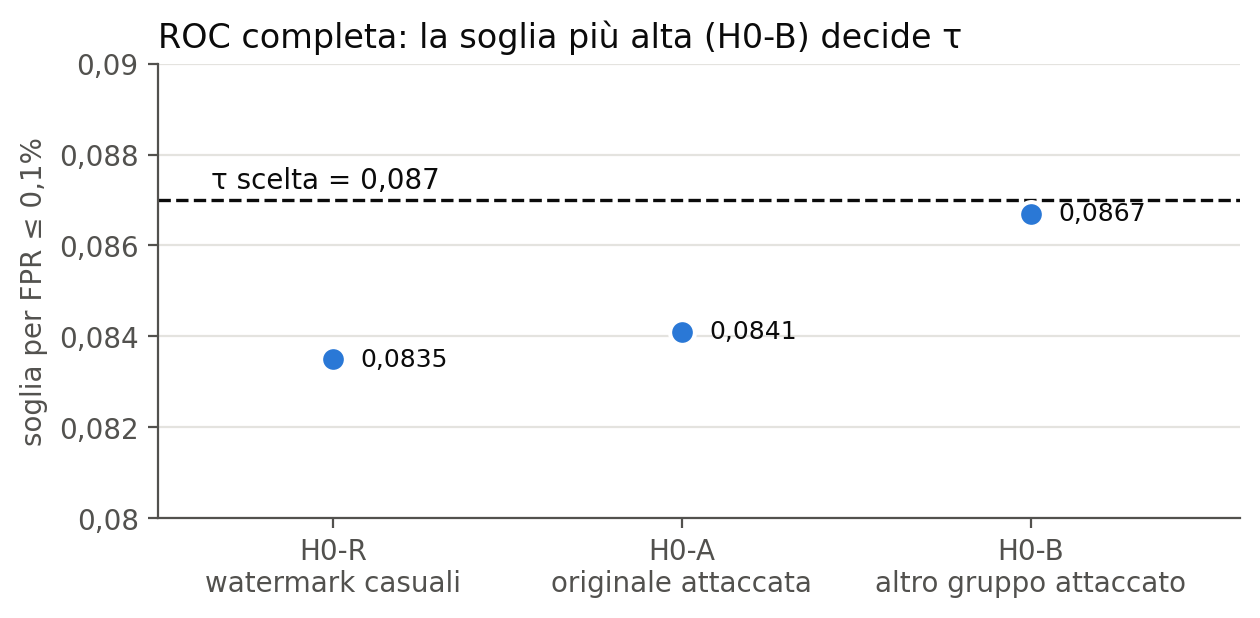 ROC completa: la soglia più alta (H0-B) decide τ
soglia per FPR ≤ 0,1%
0,09
0,088
0,086
0,084
0,082
0,08
τ scelta = 0,087
0,0835
0,0841
0,0867
H0-R
watermark casuali
H0-A
originale attaccata
H0-B
altro gruppo attaccato